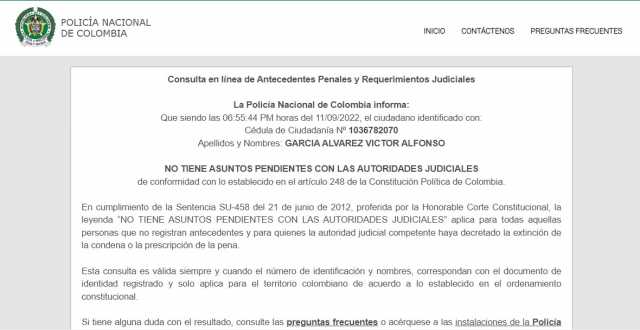 POLICÍA NACIONAL
DE COLOMBIA
INICIO CONTÁCTENOS PREGUNTAS FRECUENTES
Consulta en línea de Antecedentes Penales y Requerimientos Judiciales
La Policía Nacional de Colombia informa:
Que siendo las 06:55:44 PM horas del 11/09/2022, el ciudadano identificado con:
Cédula de Ciudadanía Nº 1036782070
Apellidos y Nombres: GARCIA ALVAREZ VICTOR ALFONSO
NO TIENE ASUNTOS PENDIENTES CON LAS AUTORIDADES JUDICIALES
de conformidad con lo establecido en el artículo 248 de la Constitución Política de Colombia.
En cumplimiento de la Sentencia SU-458 del 21 de junio de 2012, proferida por la Honorable Corte Constitucional, la
leyenda “NO TIENE ASUNTOS PENDIENTES CON LAS AUTORIDADES JUDICIALES” aplica para todas aquellas
personas que no registran antecedentes y para quienes la autoridad judicial competente haya decretado la extinción de
la condena o la prescripción de la pena.
Esta consulta es válida siempre y cuando el número de identificación y nombres, correspondan con el documento de
identidad registrado y solo aplica para el territorio colombiano de acuerdo a lo establecido en el ordenamiento
constitucional.
Si tiene alguna duda con el resultado, consulte las preguntas frecuentes o acérquese a las instalaciones de la Policía